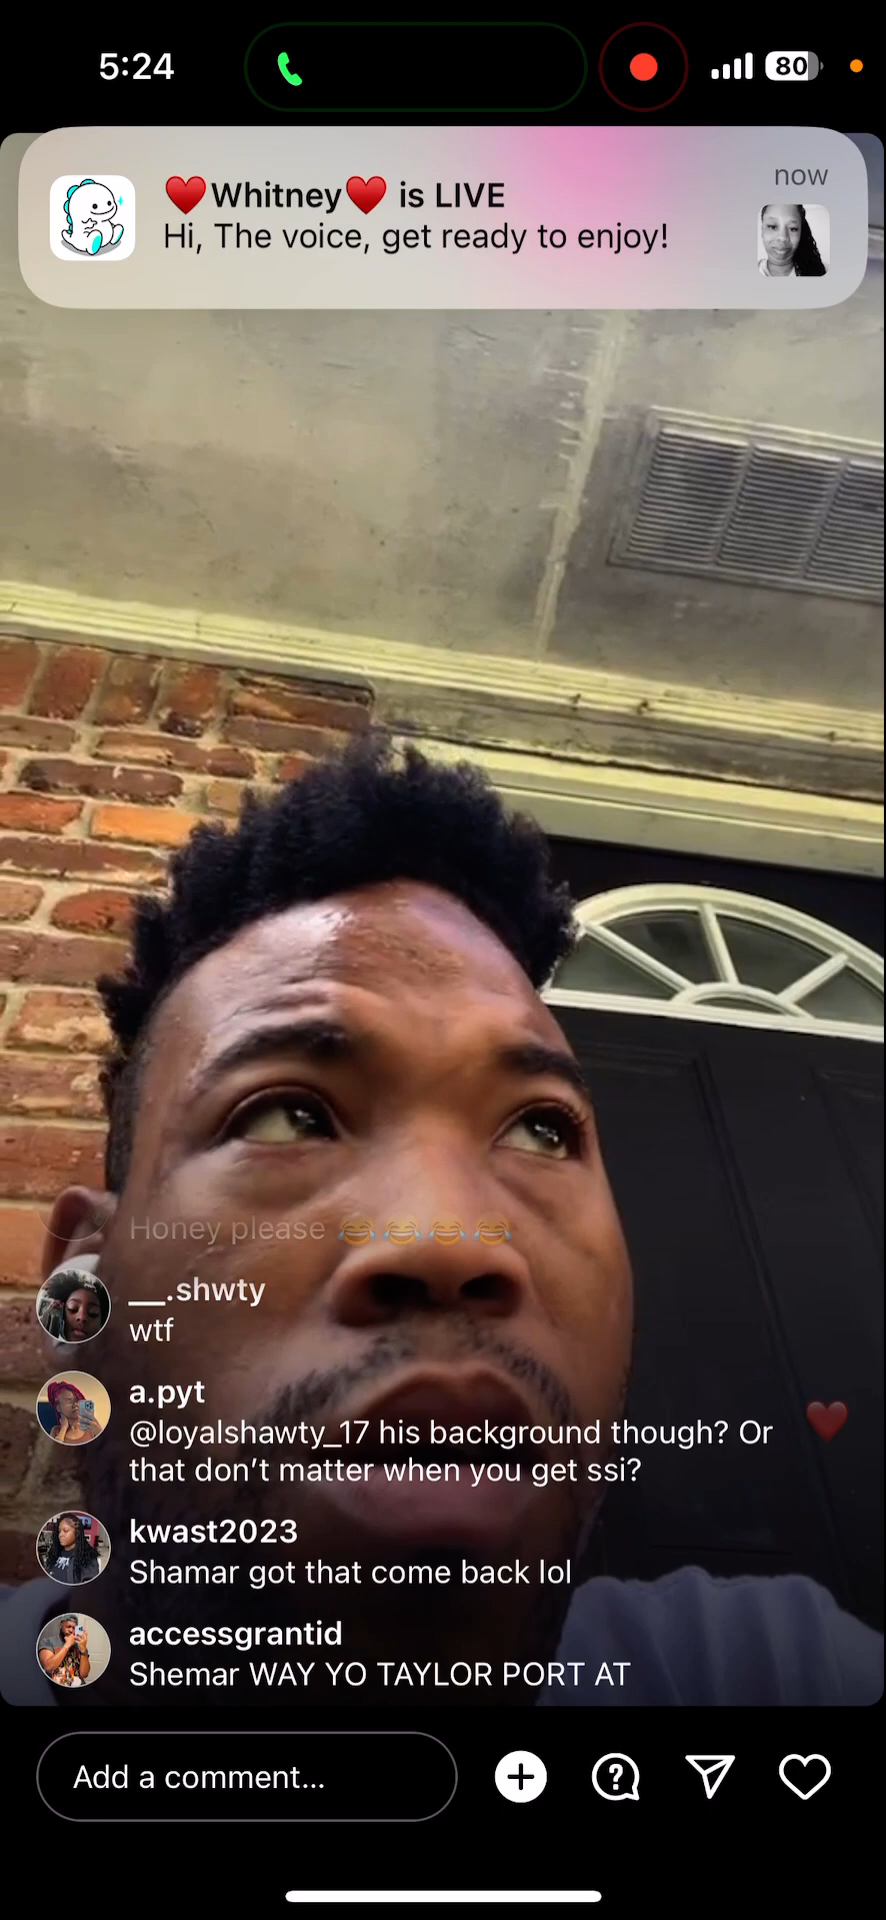 5:24
80
❤️Whitney❤️ is LIVE
now
Hi, The voice, get ready to enjoy!
Honey please 😂😂😂😂
__.shwty
wtf
a.pyt
@loyalshawty_17 his background though? Or
that don’t matter when you get ssi?
kwast2023
Shamar got that come back lol
accessgrantid
Shemar WAY YO TAYLOR PORT AT
Add a comment...